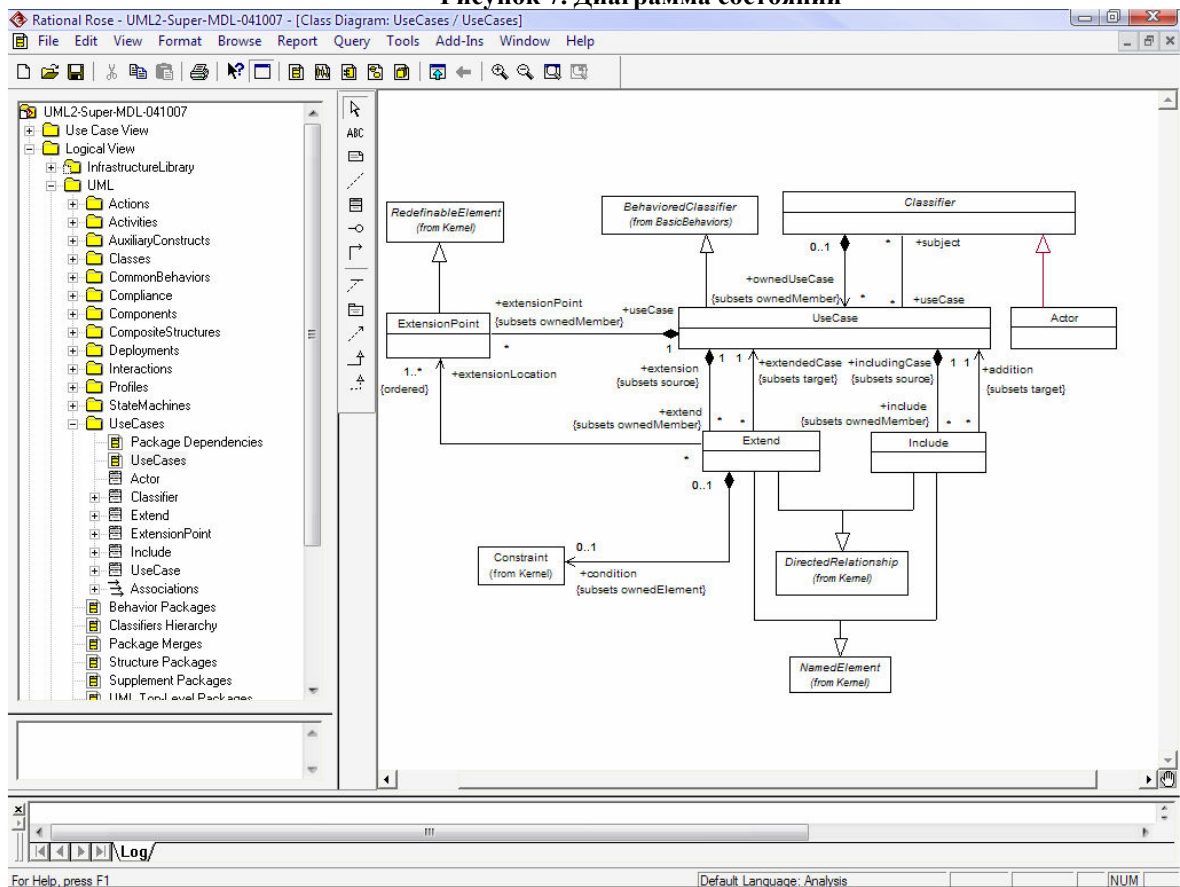 Рисунок 7. Диаграмма состояний
Rational Rose - UML2-Super-MDL-041007 - [Class Diagram: UseCases / UseCases]
File Edit View Format Browse Report Query Tools Add-Ins Window Help
UML2-Super-MDL-041007
Use Case View
Logical View
InfrastructureLibrary
UML
Actions
Activities
AuxiliaryConstructs
Classes
CommonBehaviors
Compliance
Components
CompositeStructures
Deployments
Interactions
Profiles
StateMachines
UseCases
Package Dependencies
UseCases
Actor
Classifier
Extend
ExtensionPoint
Include
UseCase
Associations
Behavior Packages
Classifiers Hierarchy
Package Merges
Structure Packages
Supplement Packages
UML Top-Level Packages
ABC
RedefinableElement
(from Kernel)
BehavioredClassifier
(from BasicBehaviors)
Classifier
0..1
*
+subject
+ownedUseCase
{subsets ownedMember}
*
*
+useCase
+extensionPoint
{subsets ownedMember}
*
+useCase
1
ExtensionPoint
UseCase
Actor
1..*
{ordered}
+extensionLocation
1 1
+extension
{subsets source}
+extendedCase
{subsets target}
+includingCase
{subsets source}
1 1
+addition
{subsets target}
+extend
{subsets ownedMember}
* *
+include
{subsets ownedMember}
* *
Extend
Include
*
0..1
Constraint
(from Kernel)
0..1
+condition
{subsets ownedElement}
DirectedRelationship
(from Kernel)
NamedElement
(from Kernel)
Log
For Help, press F1
Default Language: Analysis
NUM